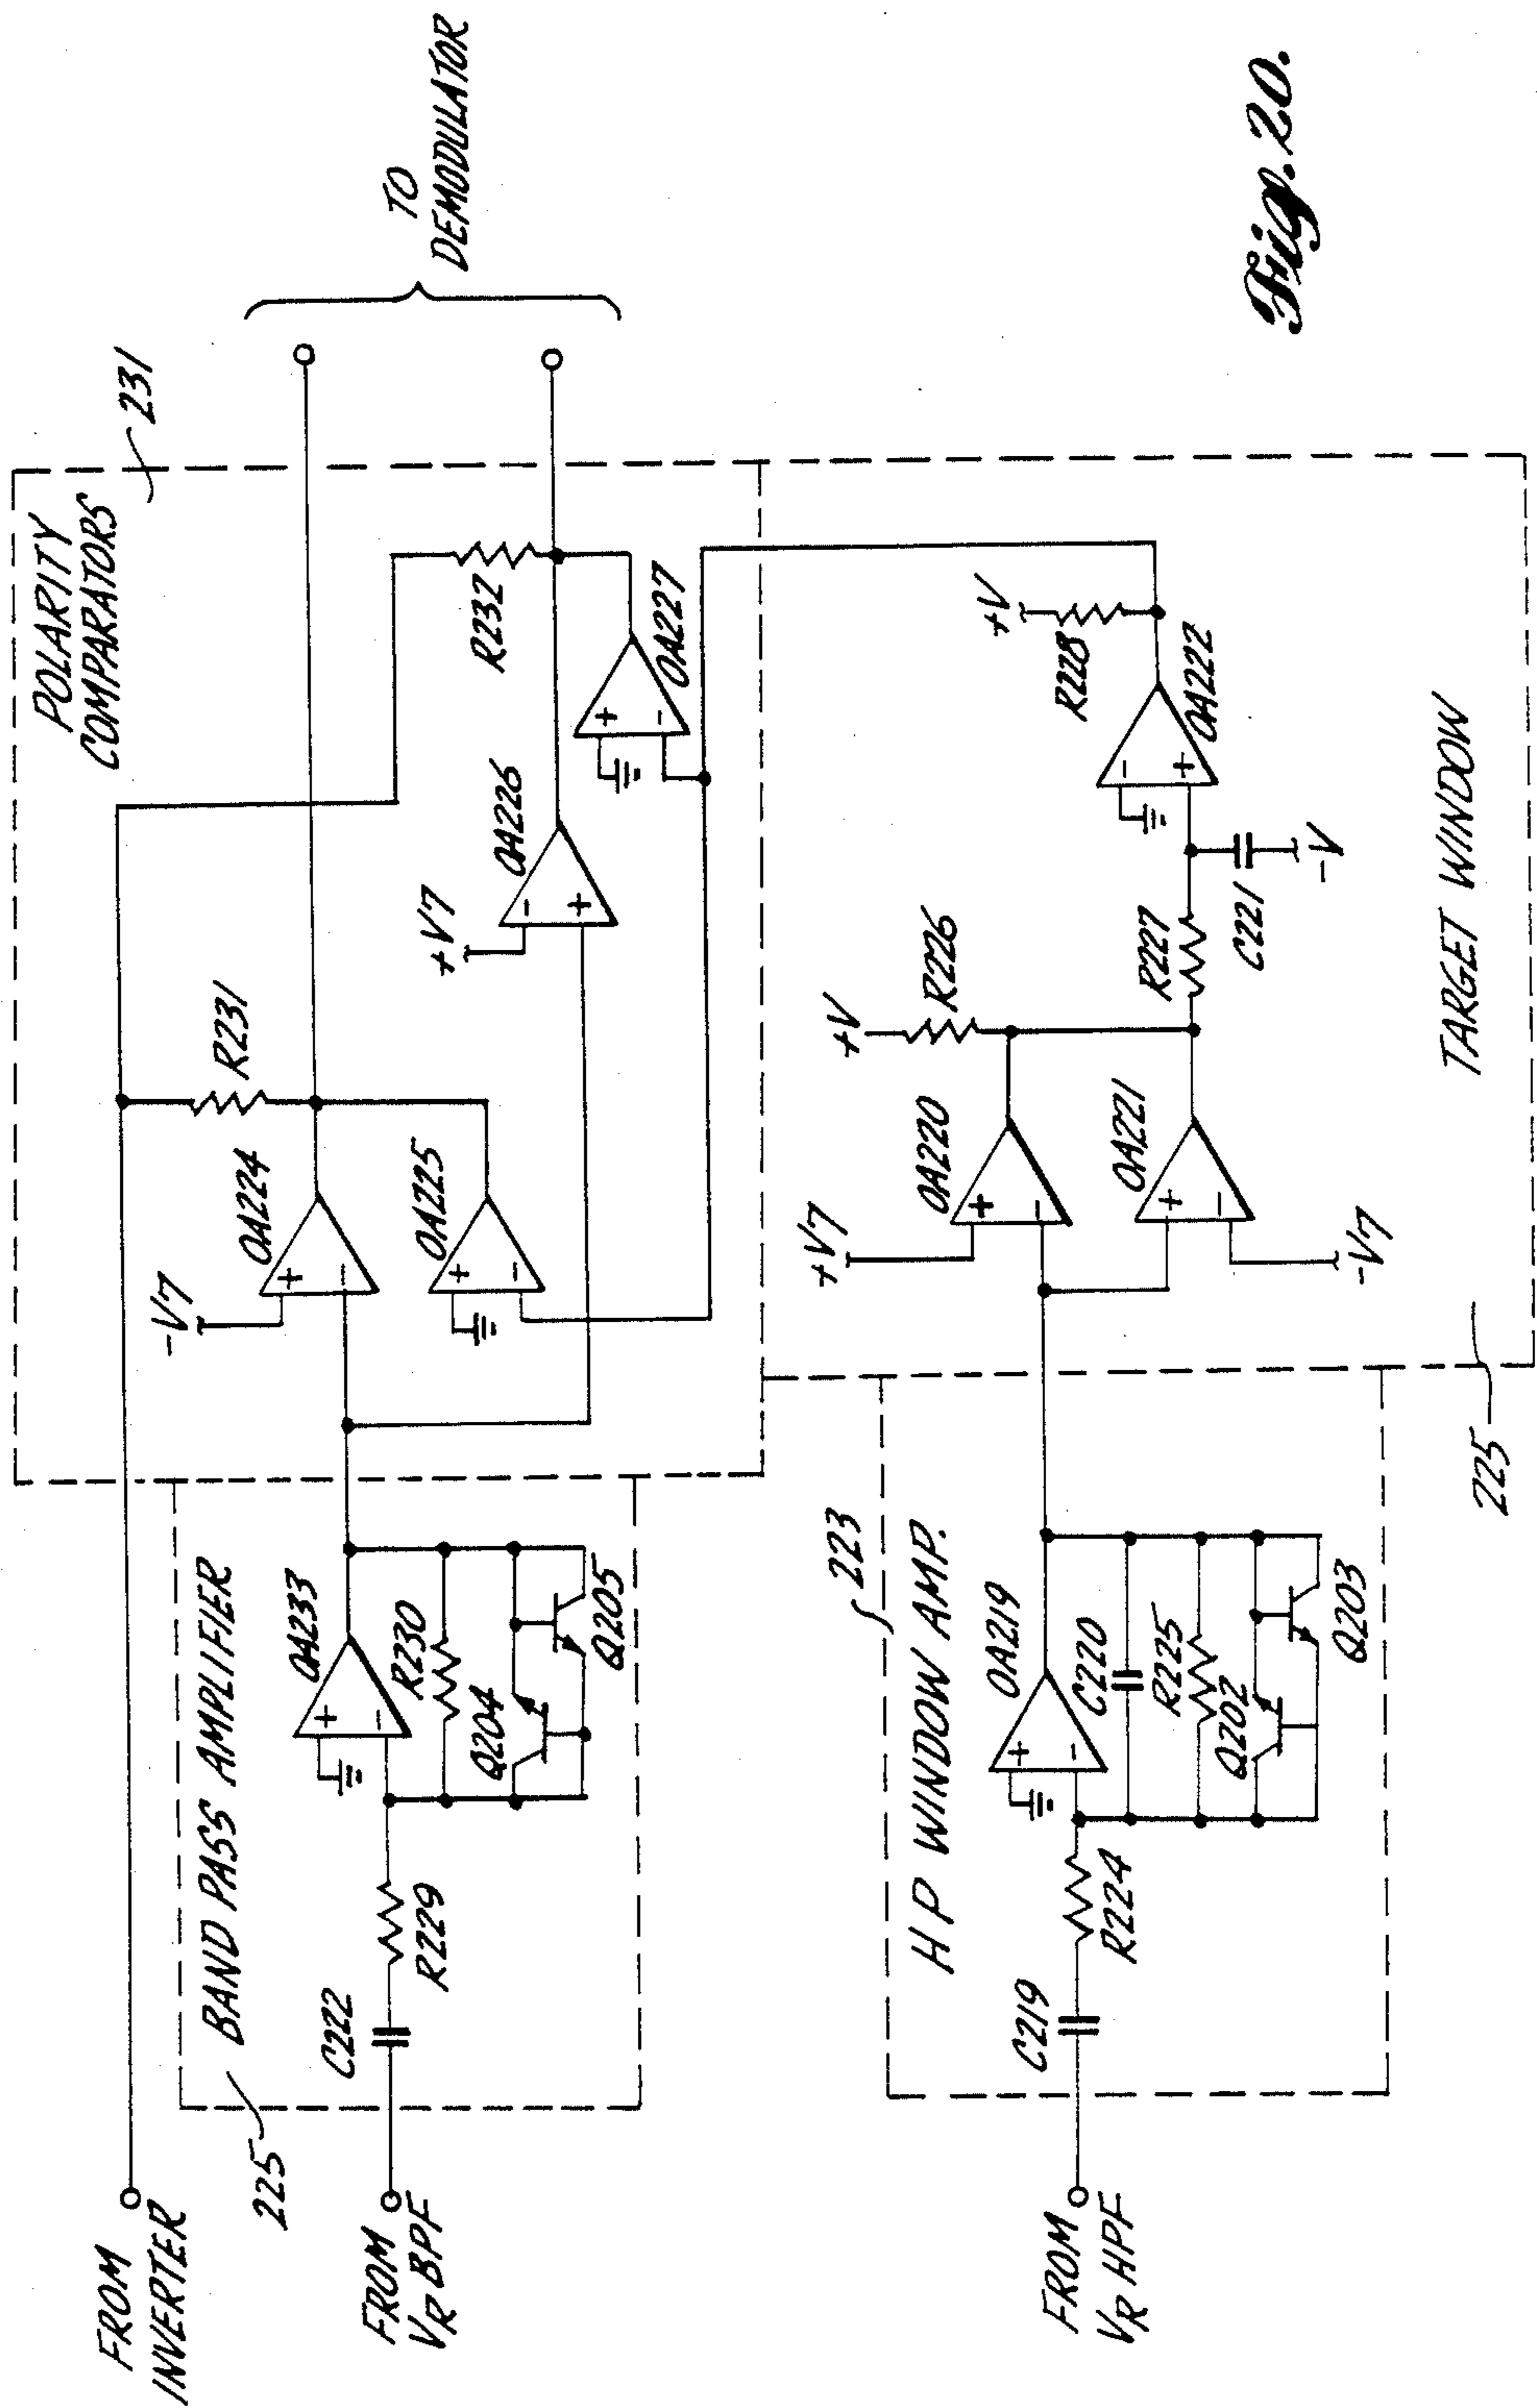 FROM
INVERTER
225
BAND PASS AMPLIFIER
FROM
VR BPF
C222
R229
OA233
+
-
R230
Q204
Q205
POLARITY
COMPARATORS
231
-V7
OA224
+
-
R231
OA225
+
-
+V7
OA226
-
+
R232
OA227
+
-
TO
DEMODULATOR
FROM
VR HPF
223
HP WINDOW AMP.
C219
R224
OA219
+
-
C220
R225
Q202
Q203
225
TARGET WINDOW
+V7
OA220
+
-
+V
R226
OA221
+
-
-V7
R227
C221
-V
OA222
-
+
+V
R228
Fig. 20.